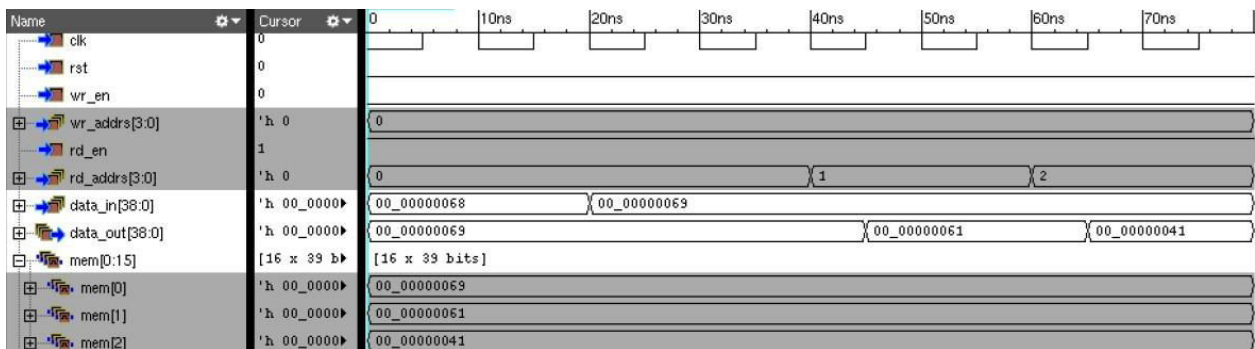 Name Cursor 0 10ns 20ns 30ns 40ns 50ns 60ns 70ns
clk 0
rst 0
wr_en 0
wr_addrs[3:0] 'h 0 0
rd_en 1
rd_addrs[3:0] 'h 0 0 1 2
data_in[38:0] 'h 00_0000 00_00000068 00_00000069
data_out[38:0] 'h 00_0000 00_00000069 00_00000061 00_00000041
mem[0:15] [16 x 39 b [16 x 39 bits]
mem[0] 'h 00_0000 00_00000069
mem[1] 'h 00_0000 00_00000061
mem[2] 'h 00_0000 00_00000041